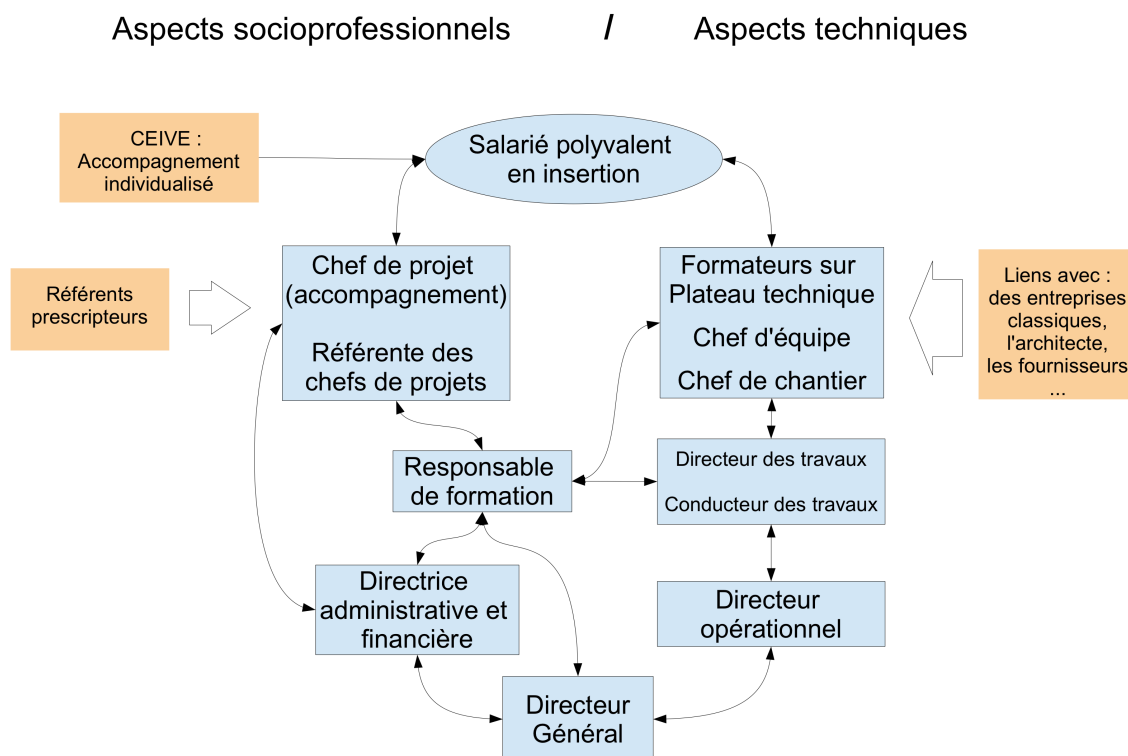 Aspects socioprofessionnels / Aspects techniques
CEIVE :
Accompagnement
individualisé
Salarié polyvalent
en insertion
Référents
prescripteurs
Chef de projet
(accompagnement)
Référente des
chefs de projets
Formateurs sur
Plateau technique
Chef d'équipe
Chef de chantier
Liens avec :
des entreprises
classiques,
l'architecte,
les fournisseurs
...
Responsable
de formation
Directeur des travaux
Conducteur des travaux
Directrice
administrative et
financière
Directeur
opérationnel
Directeur
Général